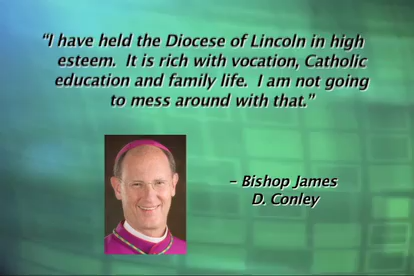 “I have held the Diocese of Lincoln in high
esteem.  It is rich with vocation, Catholic
education and family life.  I am not going
to mess around with that.”
– Bishop James
D. Conley